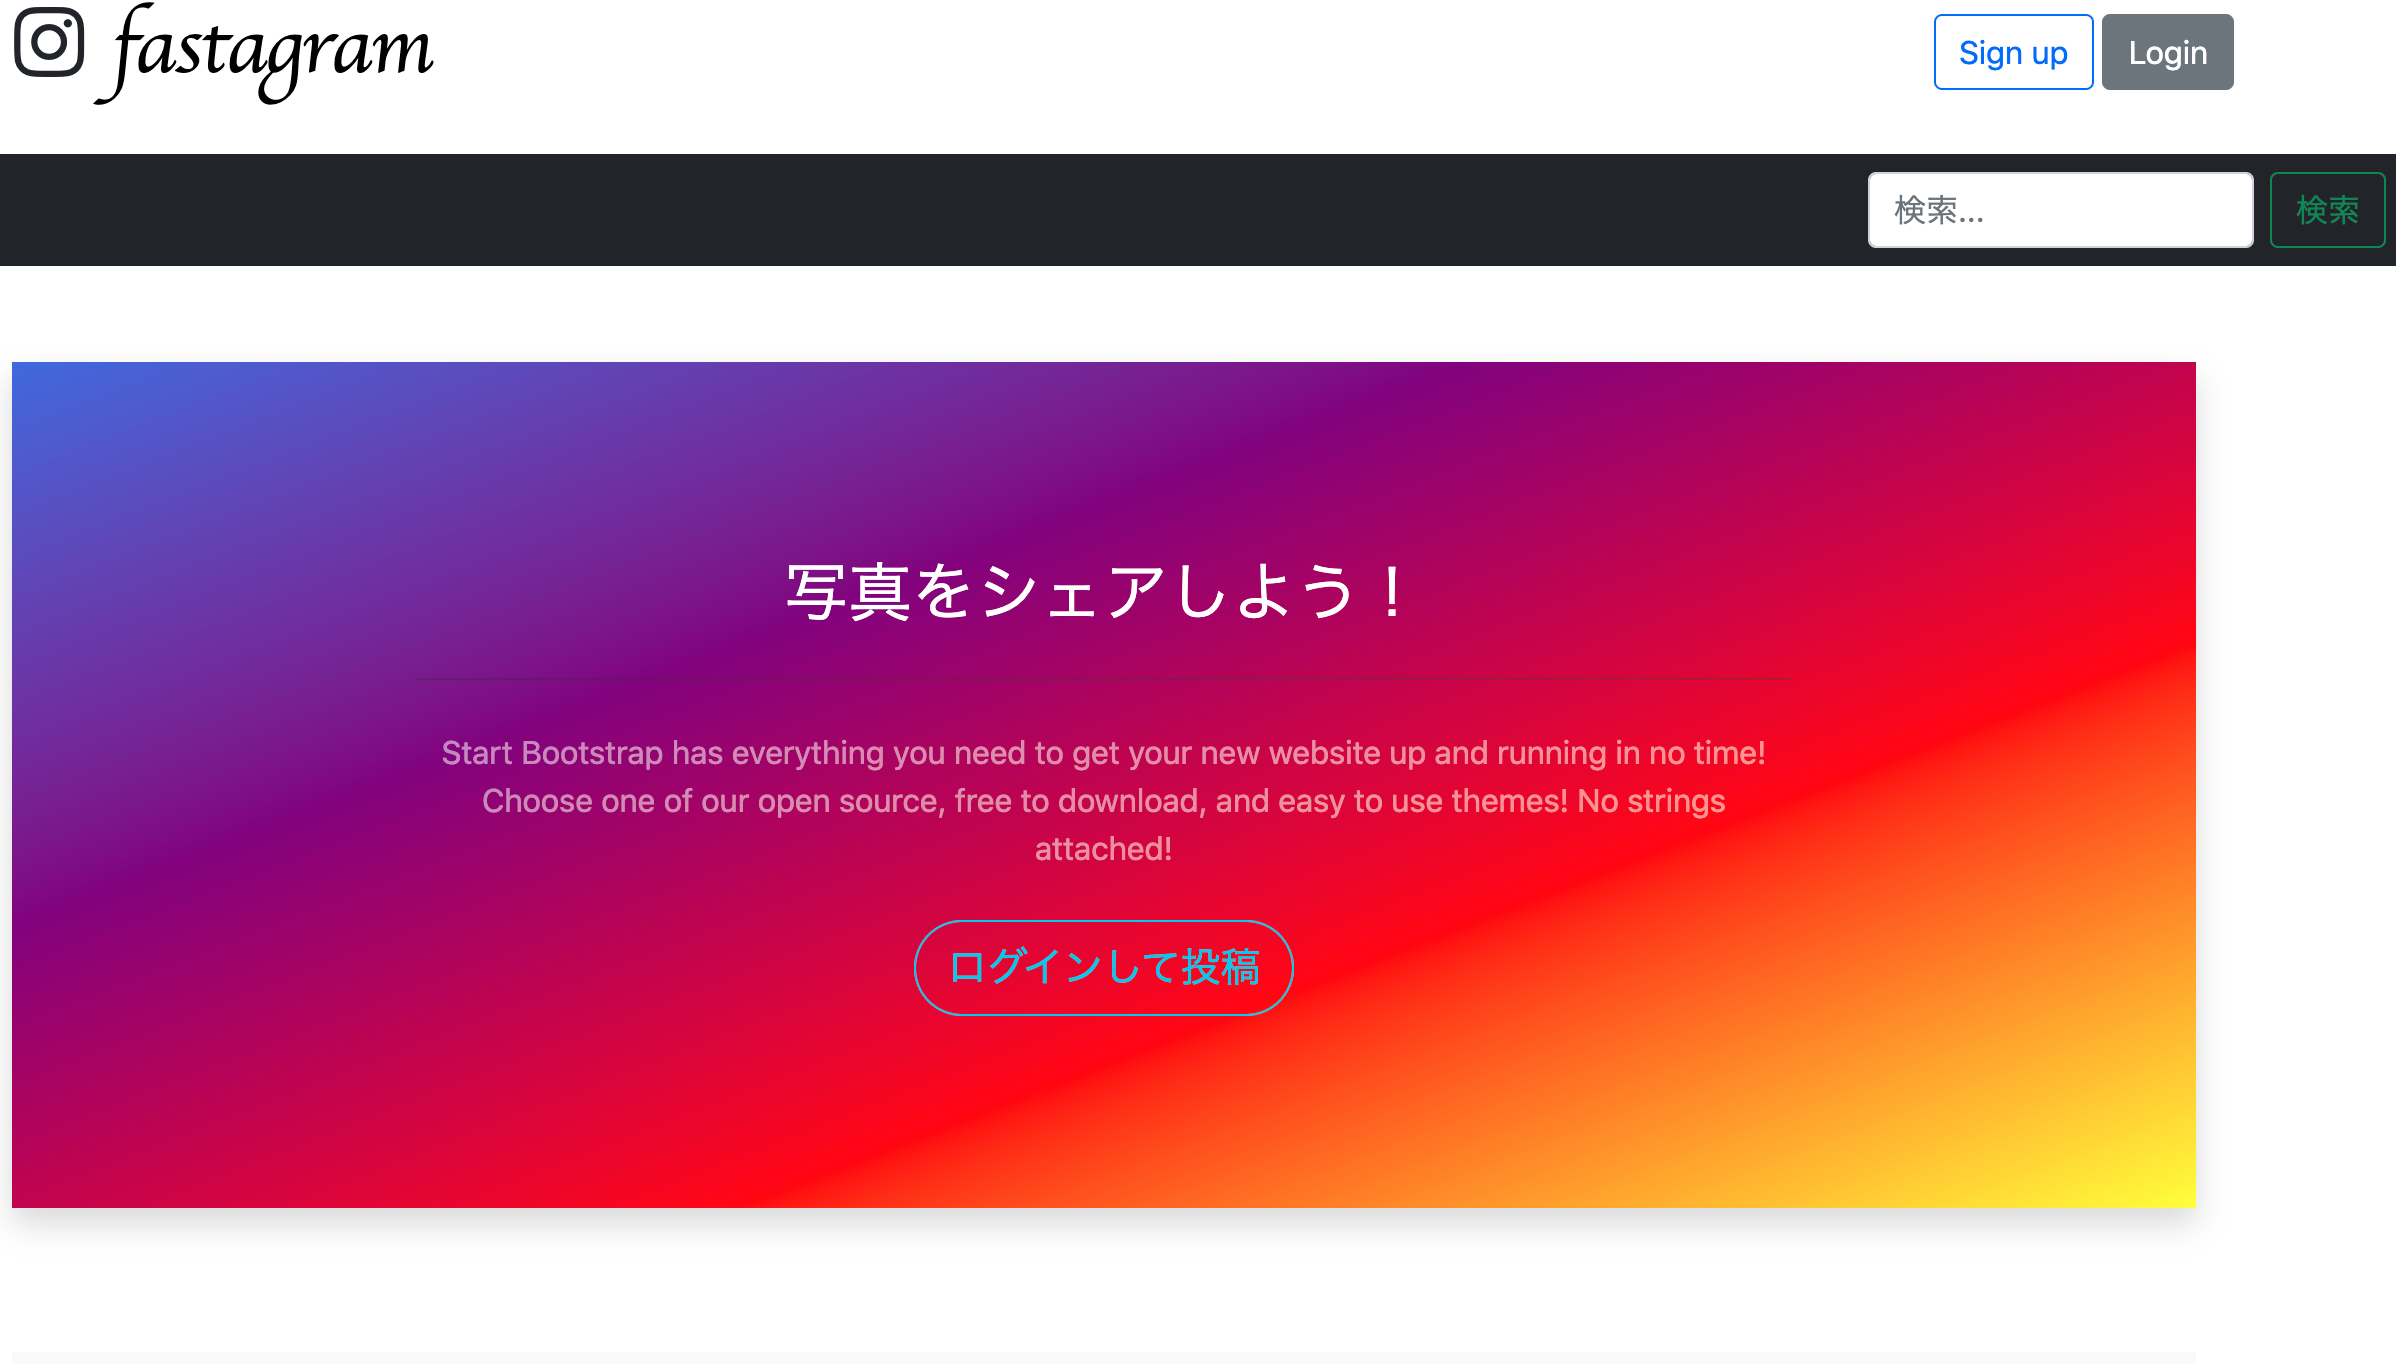 fastagram
Sign up
Login
検索...
検索
写真をシェアしよう！
Start Bootstrap has everything you need to get your new website up and running in no time!
Choose one of our open source, free to download, and easy to use themes! No strings
attached!
ログインして投稿